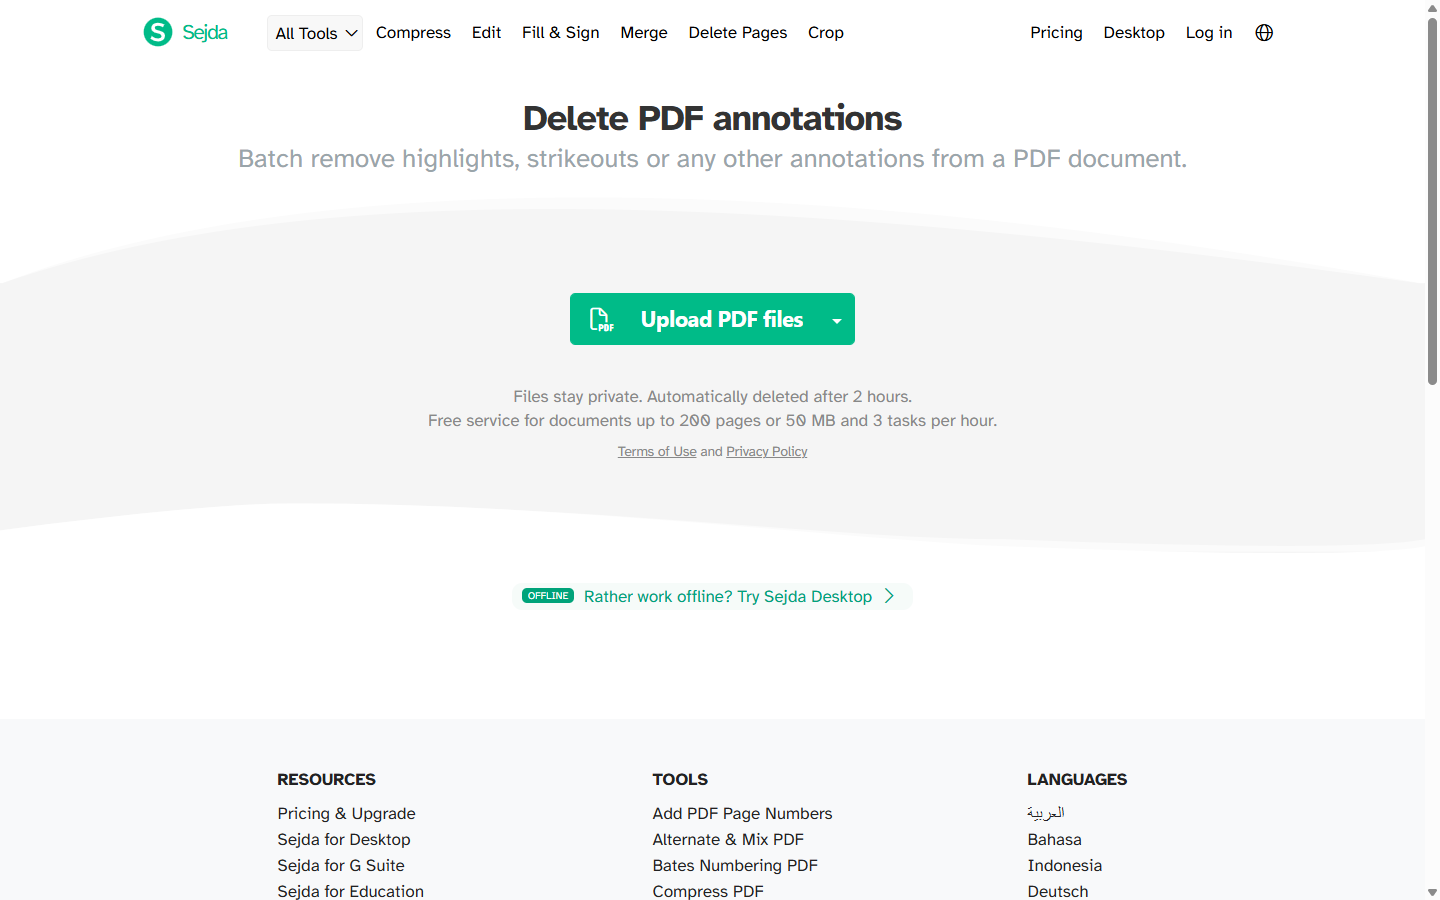 S Sejda
All Tools
Compress
Edit
Fill & Sign
Merge
Delete Pages
Crop
Pricing
Desktop
Log in
Delete PDF annotations
Batch remove highlights, strikeouts or any other annotations from a PDF document.
PDF
Upload PDF files
Files stay private. Automatically deleted after 2 hours.
Free service for documents up to 200 pages or 50 MB and 3 tasks per hour.
Terms of Use and Privacy Policy
OFFLINE Rather work offline? Try Sejda Desktop
RESOURCES
Pricing & Upgrade
Sejda for Desktop
Sejda for G Suite
Sejda for Education
TOOLS
Add PDF Page Numbers
Alternate & Mix PDF
Bates Numbering PDF
Compress PDF
LANGUAGES
العربية
Bahasa
Indonesia
Deutsch